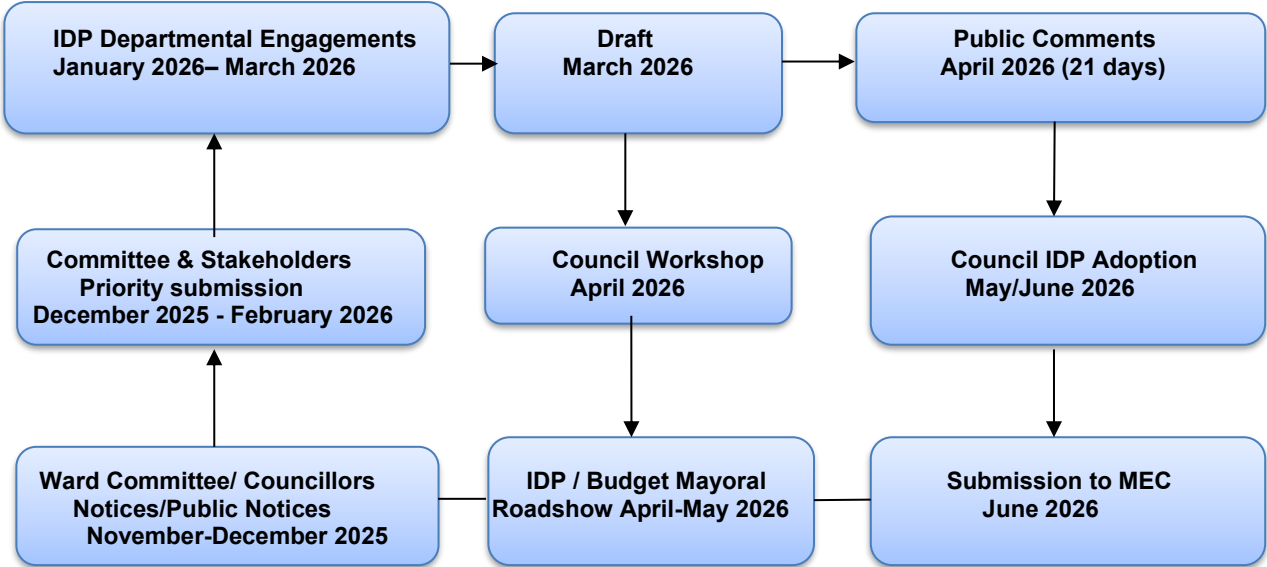 IDP Departmental Engagements
January 2026– March 2026
Draft
March 2026
Public Comments
April 2026 (21 days)
Committee & Stakeholders
Priority submission
December 2025 - February 2026
Council Workshop
April 2026
Council IDP Adoption
May/June 2026
Ward Committee/ Councillors
Notices/Public Notices
November-December 2025
IDP / Budget Mayoral
Roadshow April-May 2026
Submission to MEC
June 2026